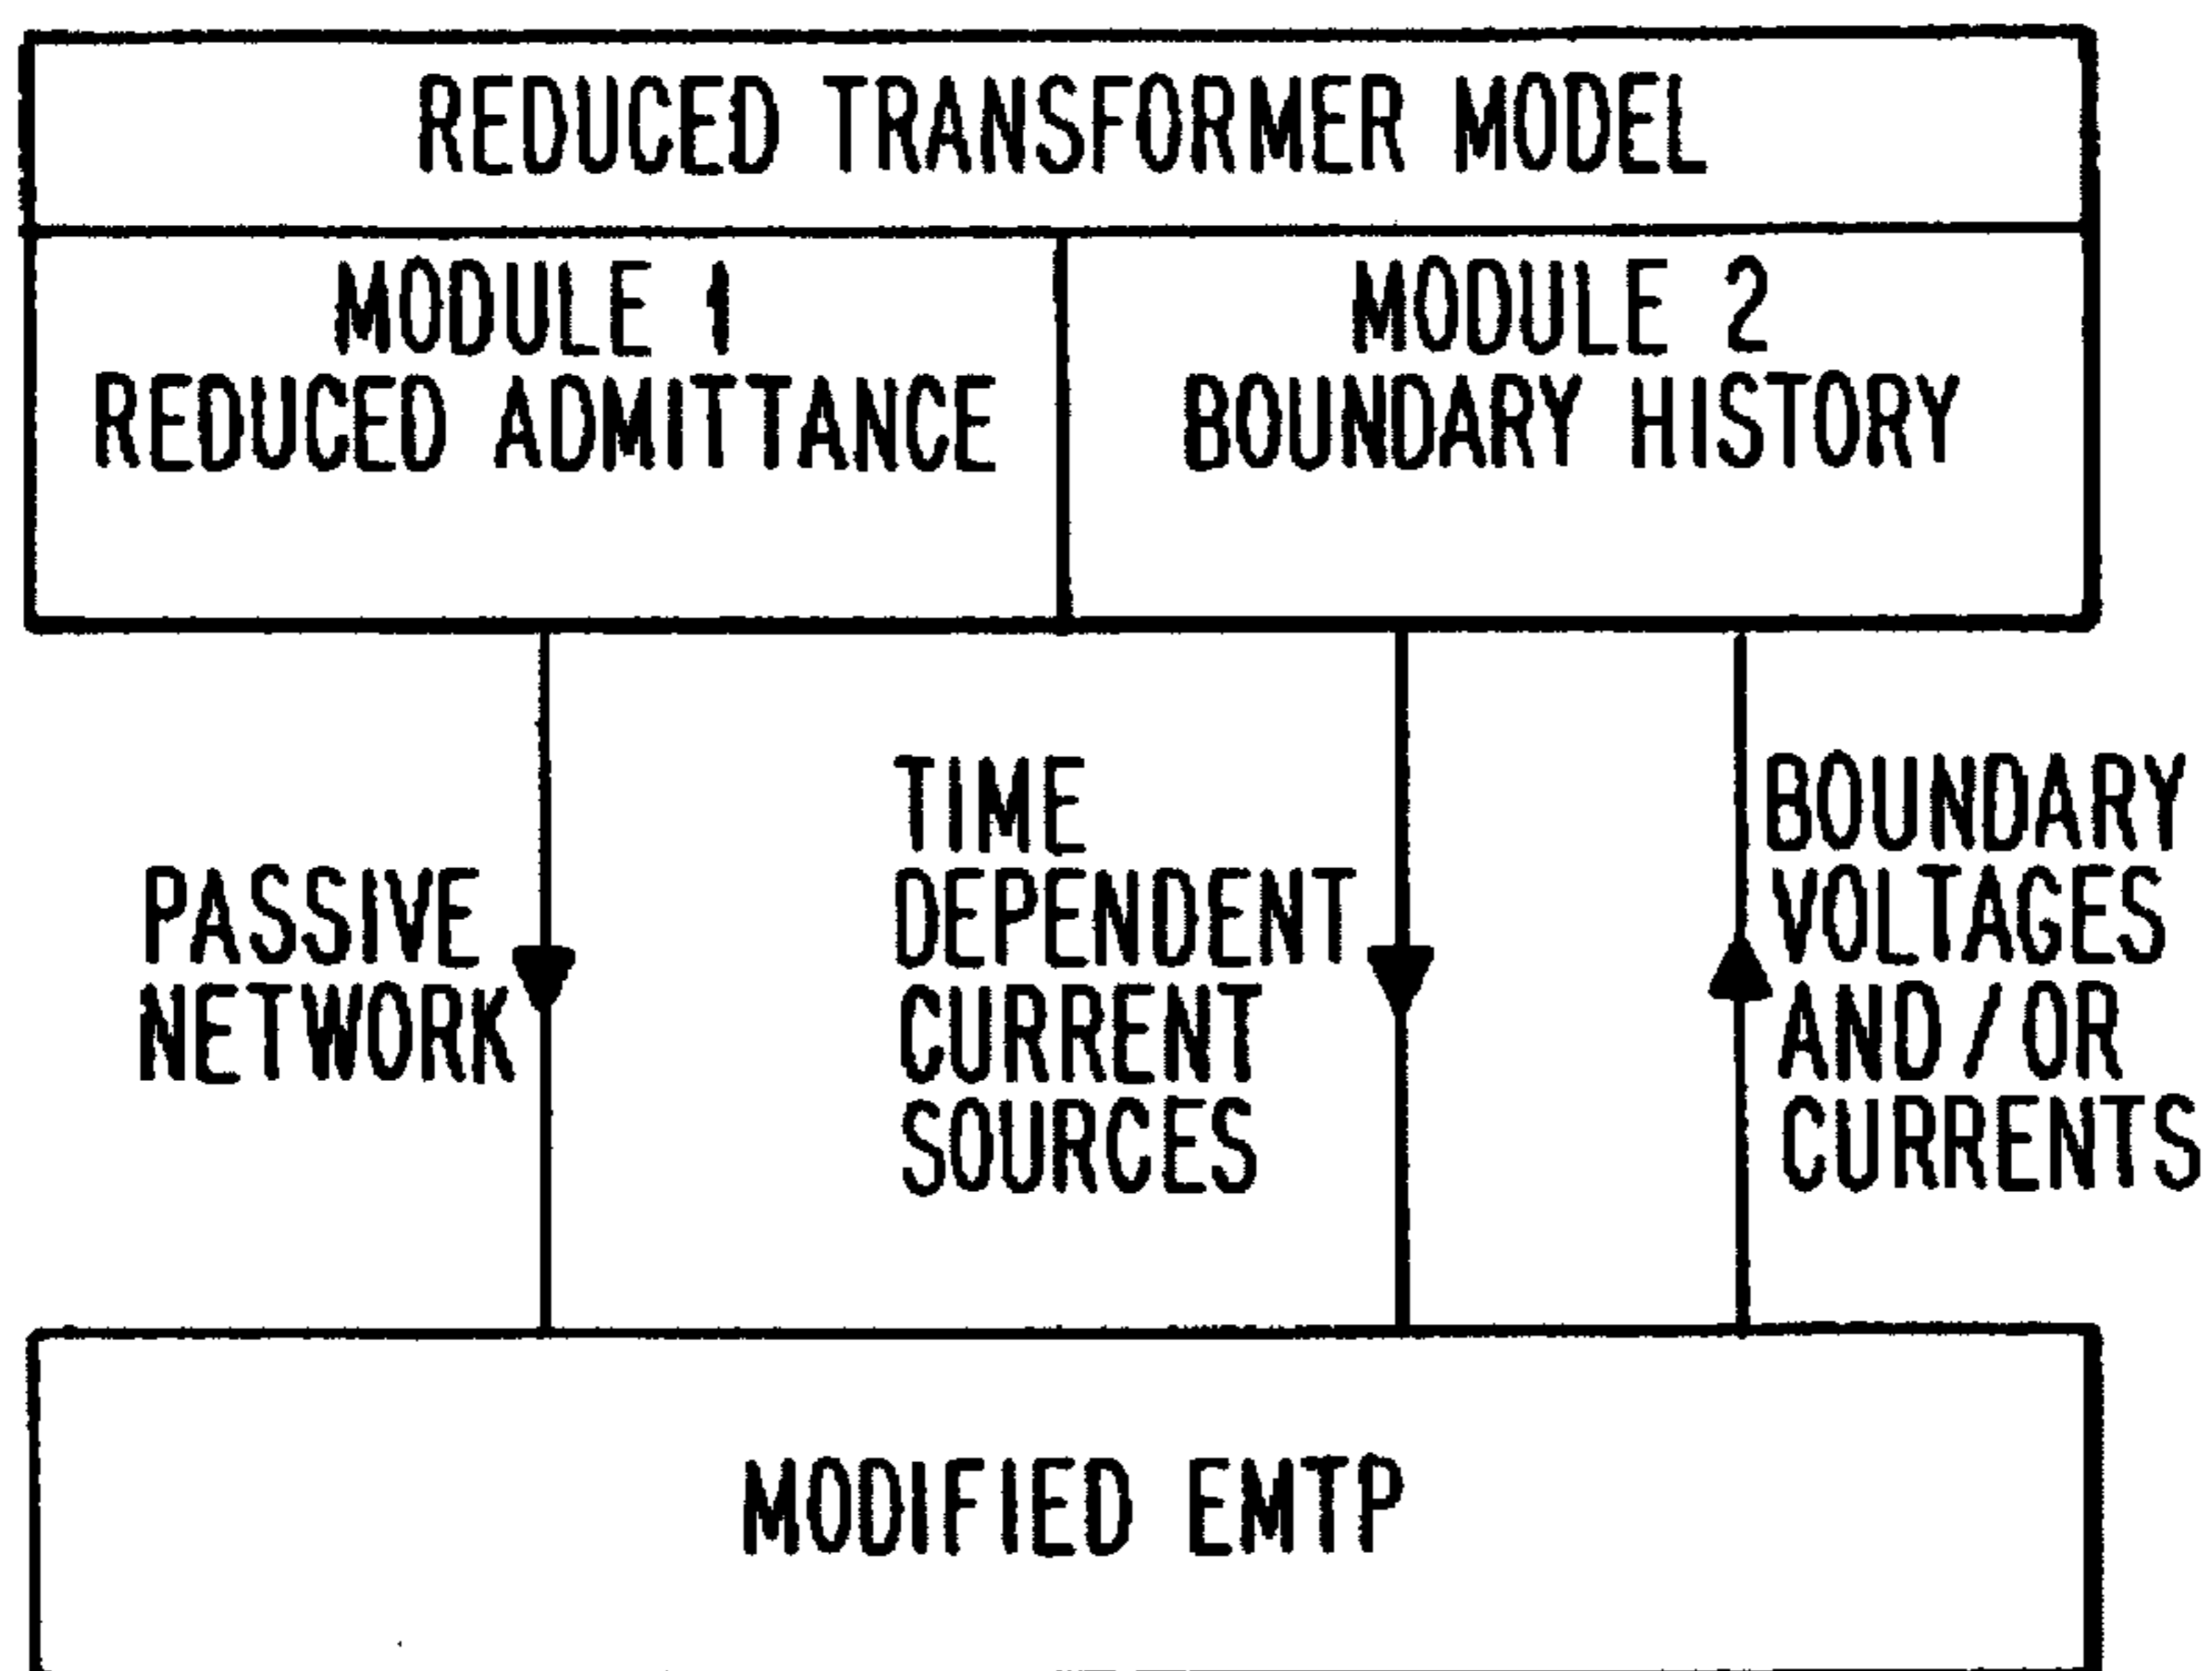 REDUCED TRANSFORMER MODEL
MODULE 1
REDUCED ADMITTANCE
MODULE 2
BOUNDARY HISTORY
PASSIVE
NETWORK
TIME
DEPENDENT
CURRENT
SOURCES
BOUNDARY
VOLTAGES
AND/OR
CURRENTS
MODIFIED EMTP